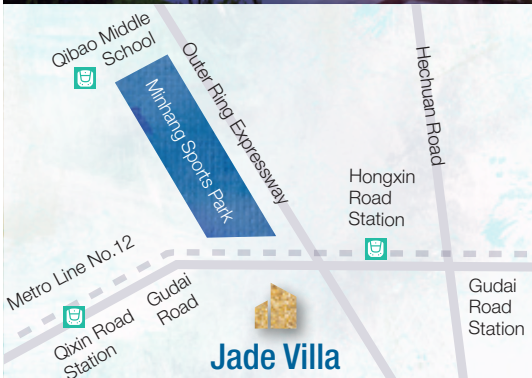 Qibao Middle
School
Outer Ring Expressway
Hechuan Road
Minhang Sports Park
Hongxin
Road
Station
Metro Line No.12
Gudai
Road
Qixin Road
Station
Gudai
Road
Station
Jade Villa